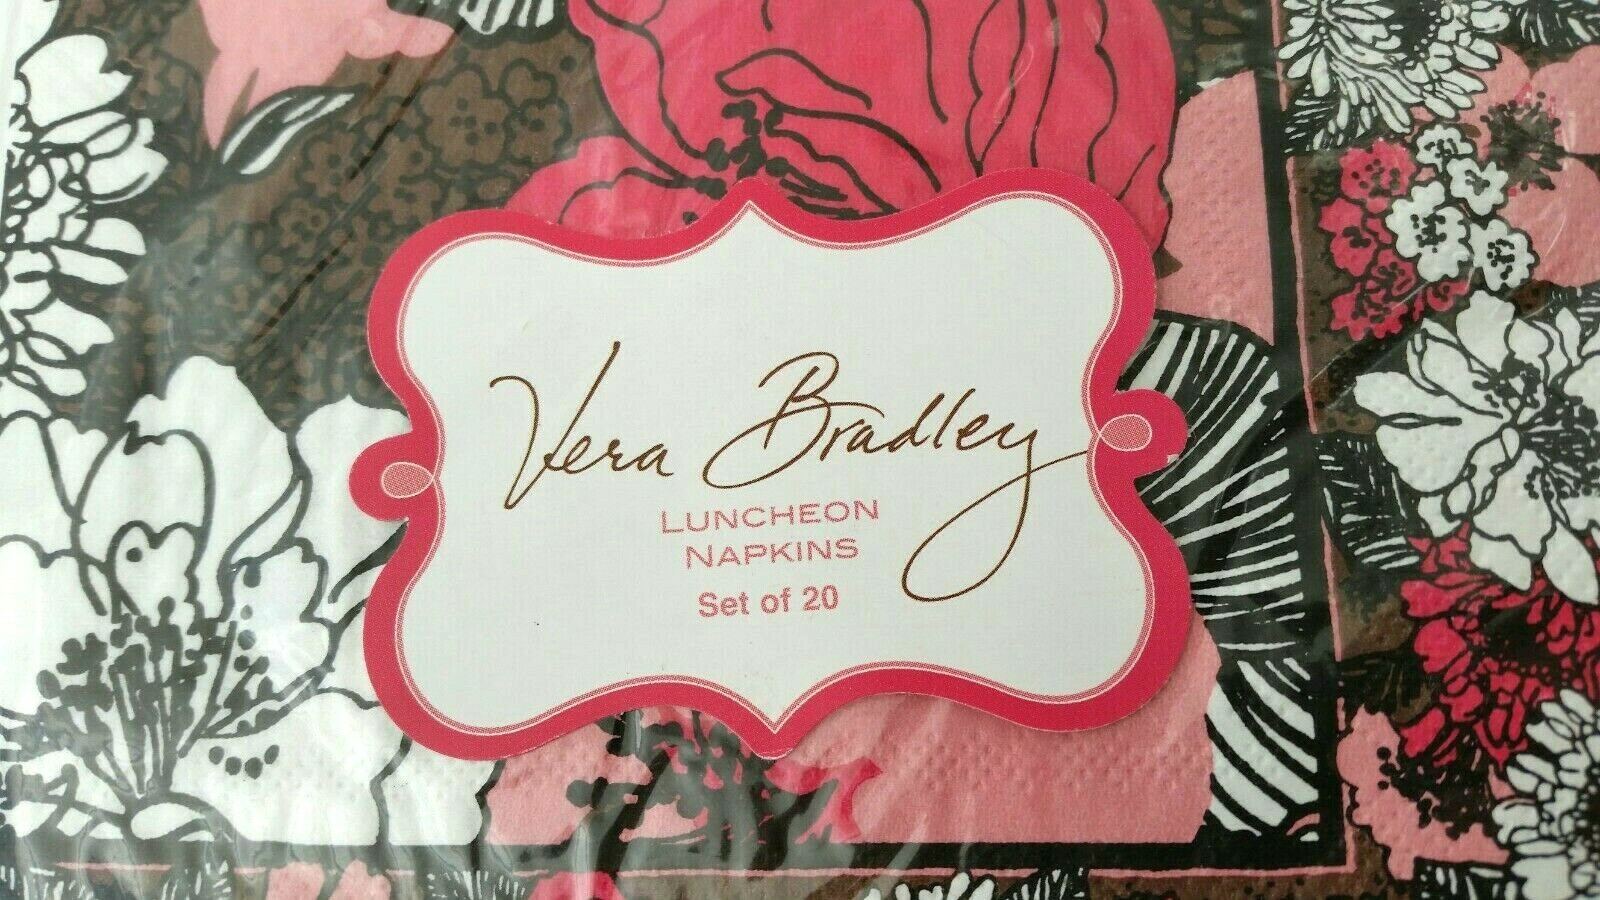 Vera Bradley
LUNCHEON
NAPKINS
Set of 20